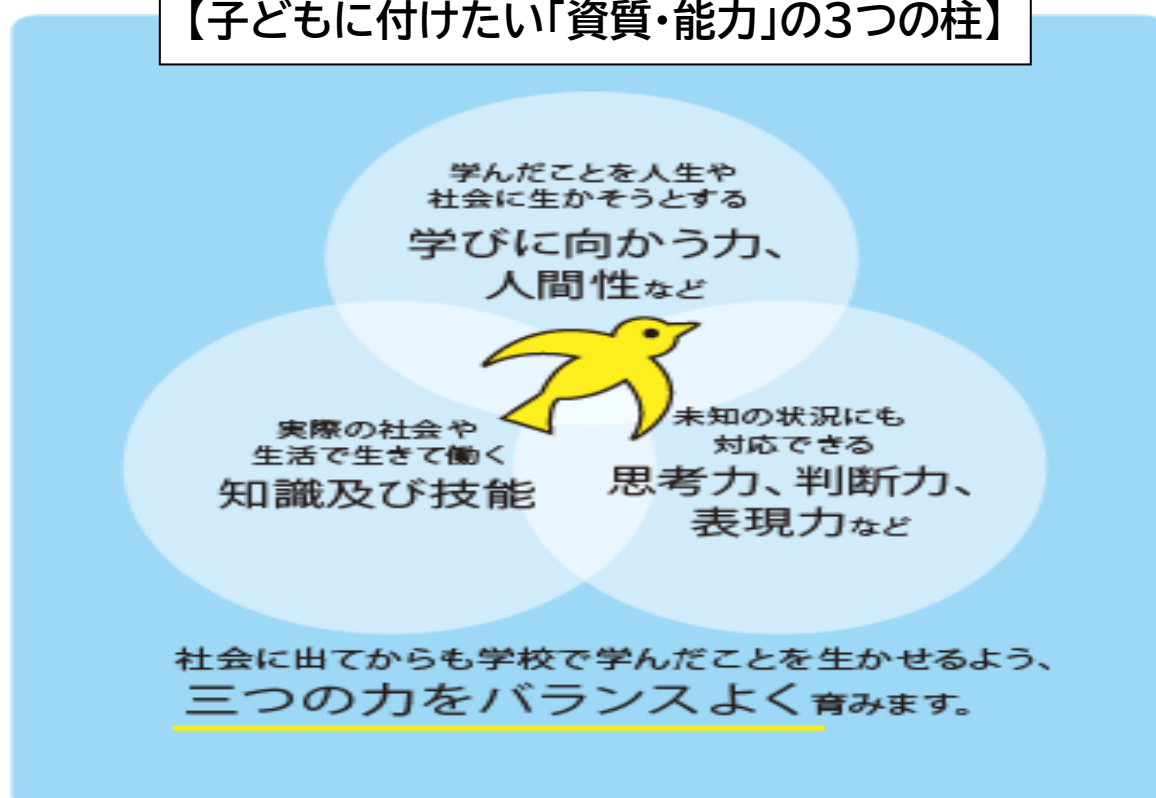 【子どもに付けたい「資質・能力」の3つの柱】
学んだことを人生や
社会に生かそうとする
学びに向かう力、
人間性など
実際の社会や
生活で生きて働く
知識及び技能
未知の状況にも
対応できる
思考力、判断力、
表現力など
社会に出てからも学校で学んだことを生かせるよう、
三つの力をバランスよく育みます。